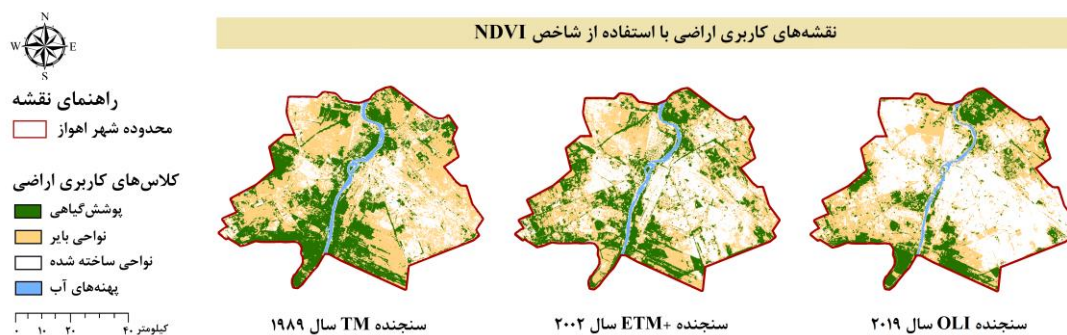 نقشه‌های کاربری اراضی با استفاده از شاخص NDVI
N
W
E
S
راهنمای نقشه
محدوده شهر اهواز
کلاس‌های کاربری اراضی
پوشش‌گیاهی
نواحی بایر
نواحی ساخته شده
پهنه‌های آب
۰ ۱۰ ۲۰ ۴۰ کیلومتر
سنجنده TM سال ۱۹۸۹
سنجنده ETM+ سال ۲۰۰۲
سنجنده OLI سال ۲۰۱۹